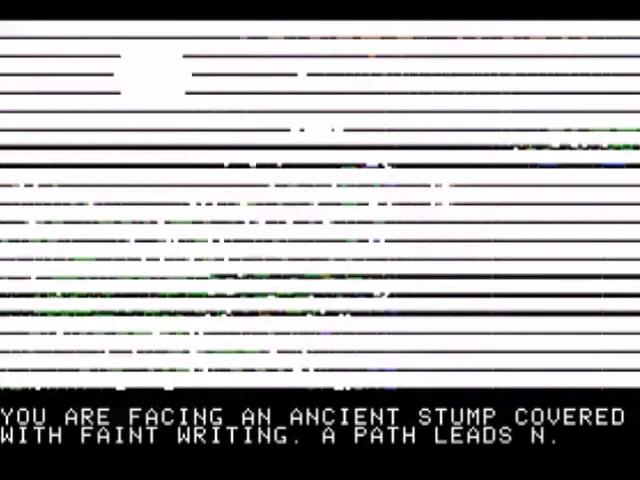 YOU ARE FACING AN ANCIENT STUMP COVERED
WITH FAINT WRITING. A PATH LEADS N.